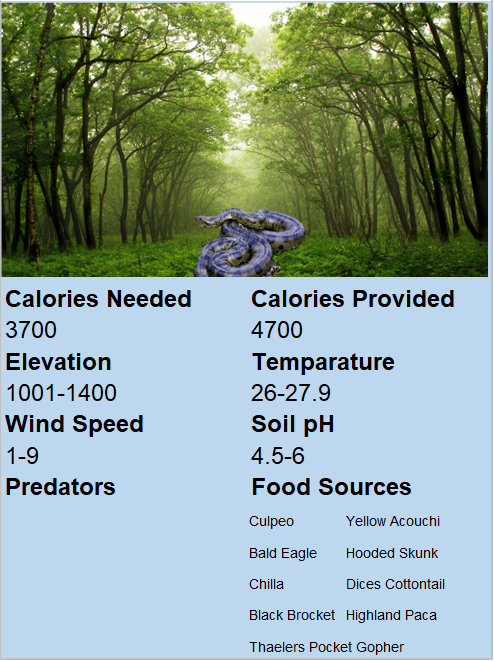 Calories Needed Calories Provided
3700 4700
Elevation Temparature
1001-1400 26-27.9
Wind Speed Soil pH
1-9 4.5-6
Predators Food Sources
Culpeo Yellow Acouchi
Bald Eagle Hooded Skunk
Chilla Dices Cottontail
Black Brocket Highland Paca
Thaelers Pocket Gopher